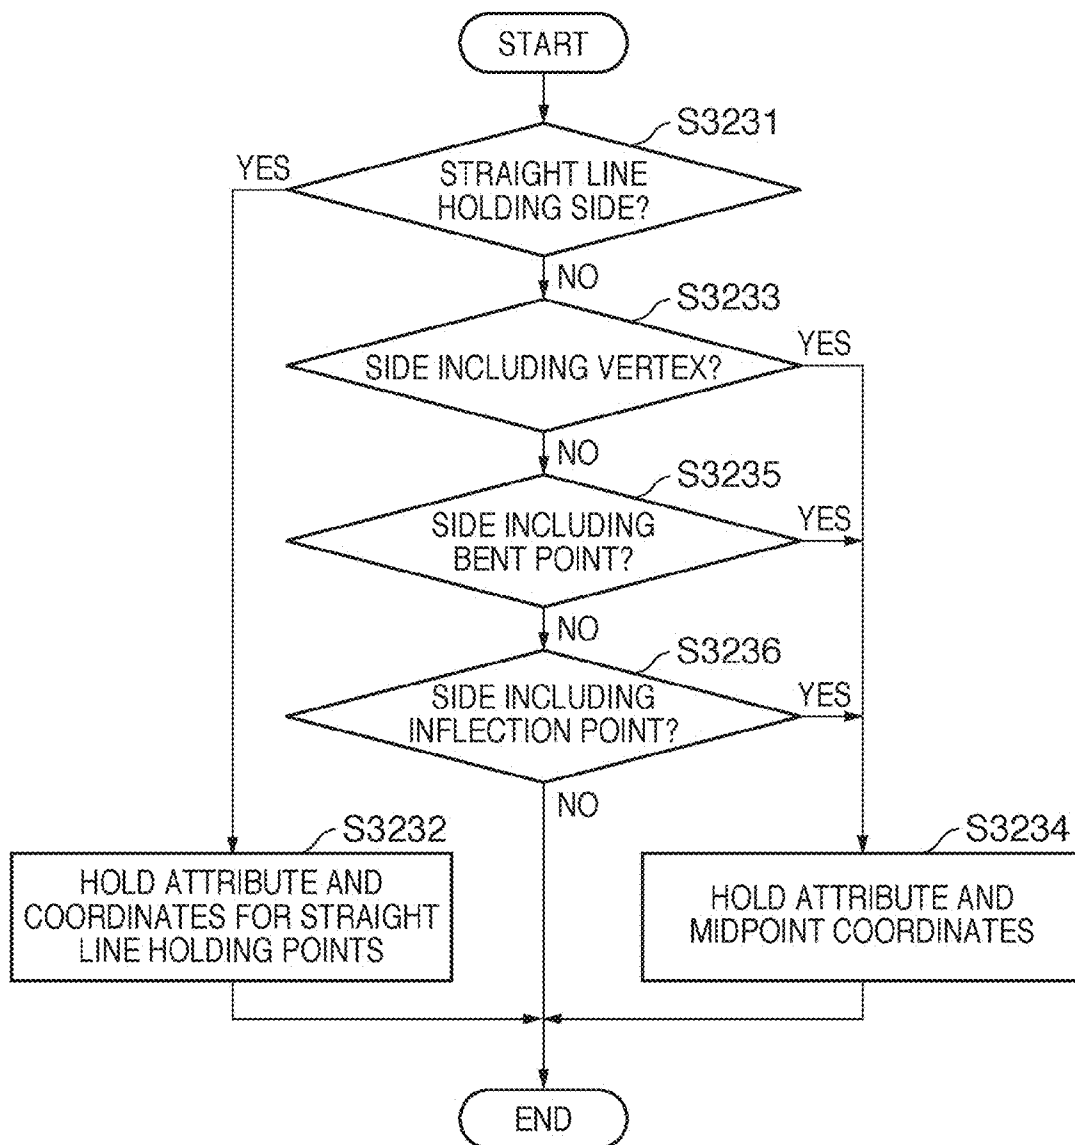 START
S3231
YES
STRAIGHT LINE
HOLDING SIDE?
NO
S3233
YES
SIDE INCLUDING VERTEX?
NO
S3235
SIDE INCLUDING
BENT POINT?
YES
NO
S3236
SIDE INCLUDING
INFLECTION POINT?
YES
NO
S3232
HOLD ATTRIBUTE AND
COORDINATES FOR STRAIGHT
LINE HOLDING POINTS
S3234
HOLD ATTRIBUTE AND
MIDPOINT COORDINATES
END